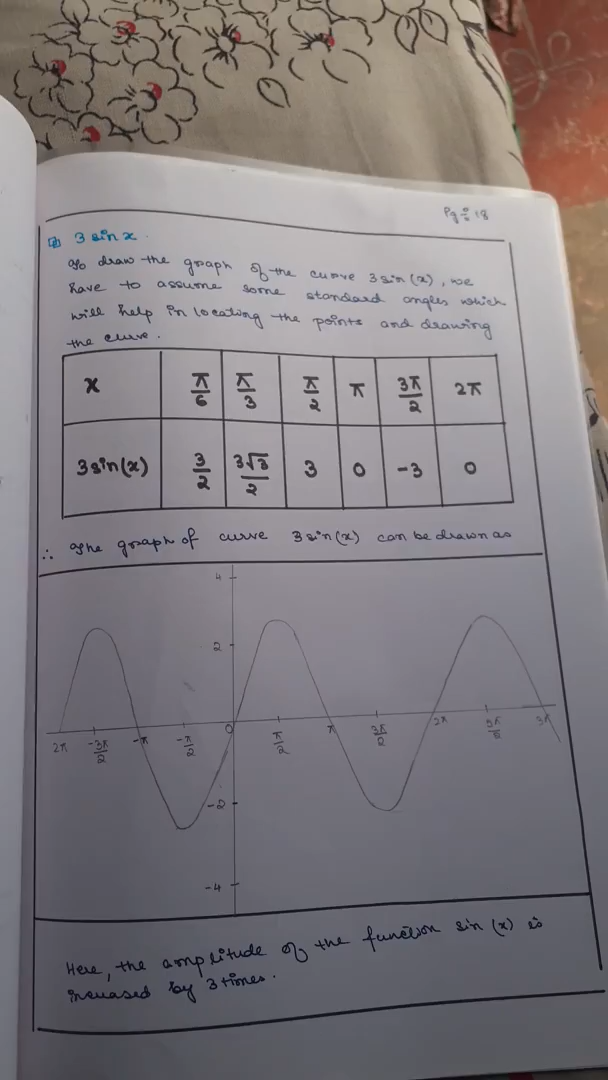 Pg: 18
3 sin x.
To draw the graph of the curve 3 sin (x), we
have to assume some standard angles which
will help in locating the points and drawing
the curve.
x π/6 π/3 π/2 π 3π/2 2π
3 sin(x) 3/2 3√3/2 3 0 -3 0
∴ The graph of curve 3 sin (x) can be drawn as
4
2
2π -3π/2 -π -π/2 0 π/2 π 3π/2 2π 3π
-2
-4
Here, the amplitude of the function sin (x) is
increased by 3 times.